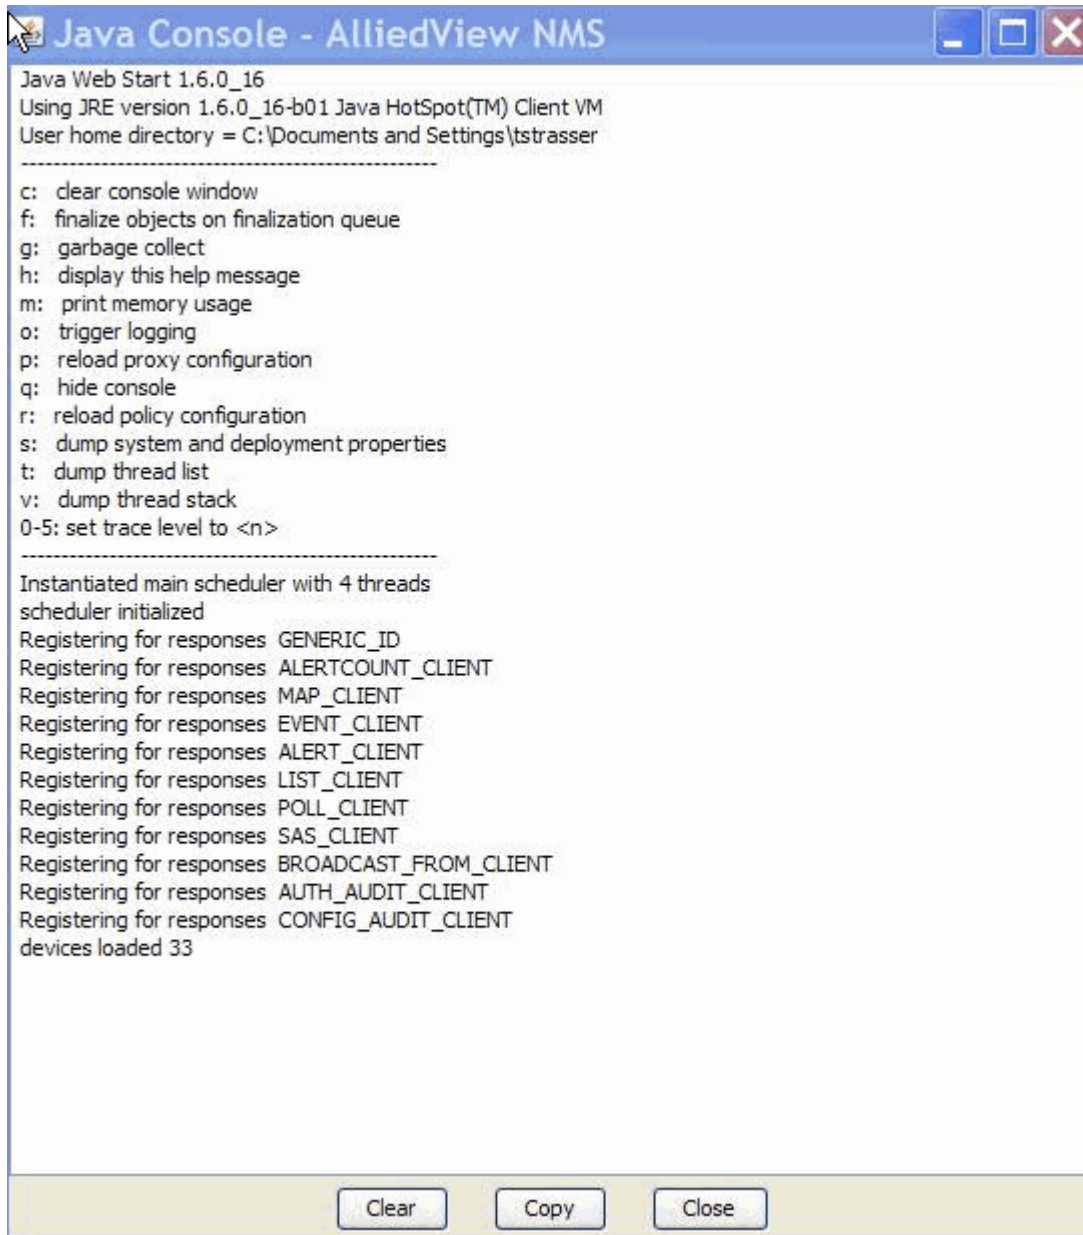 Java Console - AlliedView NMS
Java Web Start 1.6.0_16
Using JRE version 1.6.0_16-b01 Java HotSpot(TM) Client VM
User home directory = C:\Documents and Settings\tstrasser
----------------------------------------------------
c: clear console window
f: finalize objects on finalization queue
g: garbage collect
h: display this help message
m: print memory usage
o: trigger logging
p: reload proxy configuration
q: hide console
r: reload policy configuration
s: dump system and deployment properties
t: dump thread list
v: dump thread stack
0-5: set trace level to <n>
----------------------------------------------------
Instantiated main scheduler with 4 threads
scheduler initialized
Registering for responses GENERIC_ID
Registering for responses ALERTCOUNT_CLIENT
Registering for responses MAP_CLIENT
Registering for responses EVENT_CLIENT
Registering for responses ALERT_CLIENT
Registering for responses LIST_CLIENT
Registering for responses POLL_CLIENT
Registering for responses SAS_CLIENT
Registering for responses BROADCAST_FROM_CLIENT
Registering for responses AUTH_AUDIT_CLIENT
Registering for responses CONFIG_AUDIT_CLIENT
devices loaded 33
Clear Copy Close